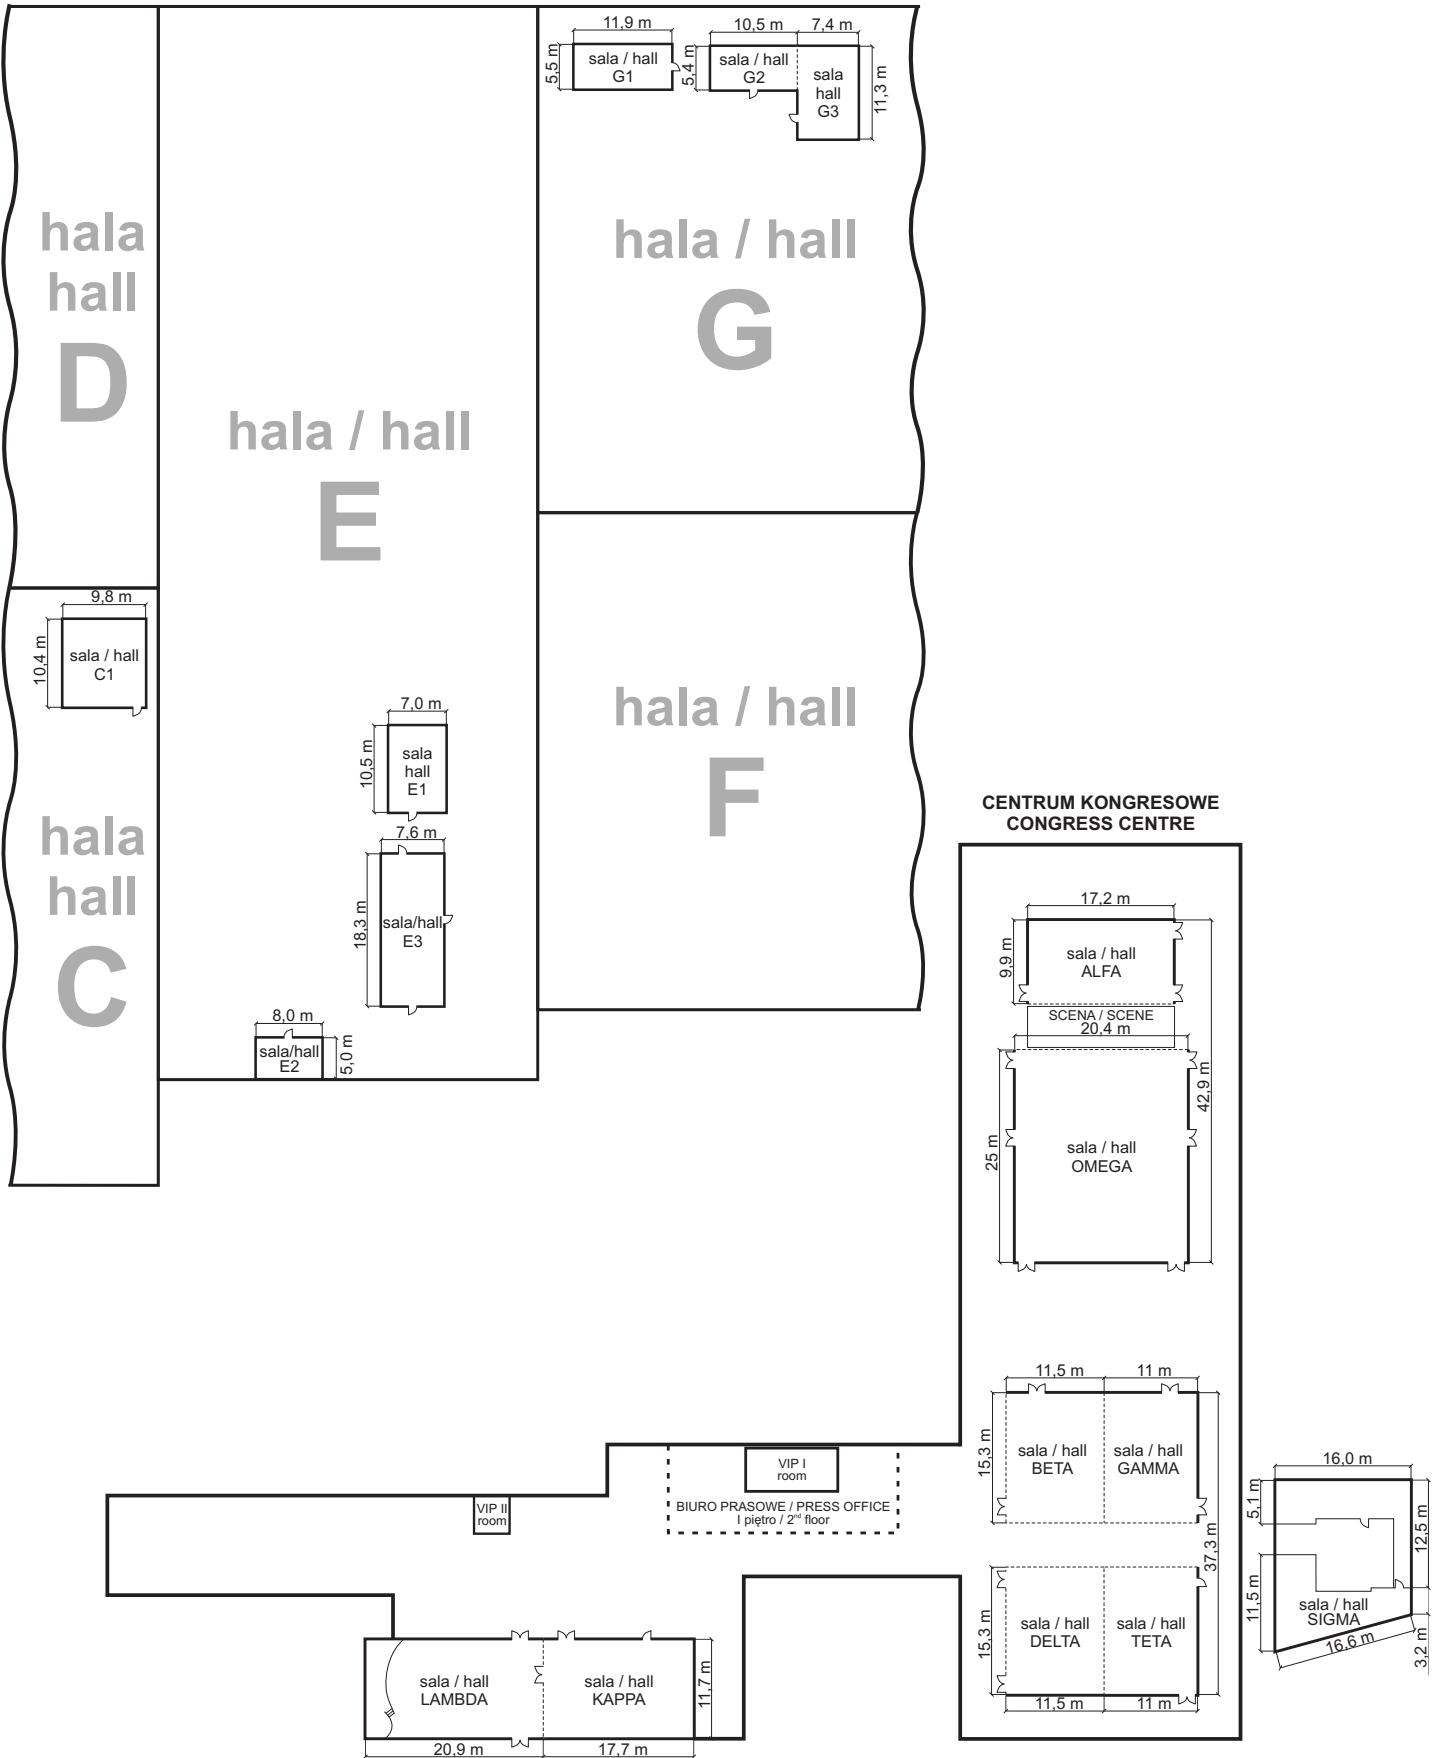 11,9 m
5,5 m
sala / hall
G1
10,5 m
7,4 m
5,4 m
sala / hall
G2
sala
hall
G3
11,3 m
hala
hall
D
hala / hall
E
hala / hall
G
9,8 m
10,4 m
sala / hall
C1
hala
hall
C
7,0 m
10,5 m
sala
hall
E1
7,6 m
18,3 m
sala/hall
E3
8,0 m
sala/hall
E2
5,0 m
hala / hall
F
CENTRUM KONGRESOWE
CONGRESS CENTRE
17,2 m
9,9 m
sala / hall
ALFA
SCENA / SCENE
20,4 m
42,9 m
25 m
sala / hall
OMEGA
11,5 m
11 m
15,3 m
sala / hall
BETA
sala / hall
GAMMA
37,3 m
15,3 m
sala / hall
DELTA
sala / hall
TETA
11,5 m
11 m
16,0 m
5,1 m
12,5 m
11,5 m
sala / hall
SIGMA
16,6 m
3,2 m
VIP I
room
BIURO PRASOWE / PRESS OFFICE
I piętro / 2nd floor
VIP II
room
sala / hall
LAMBDA
sala / hall
KAPPA
11,7 m
20,9 m
17,7 m